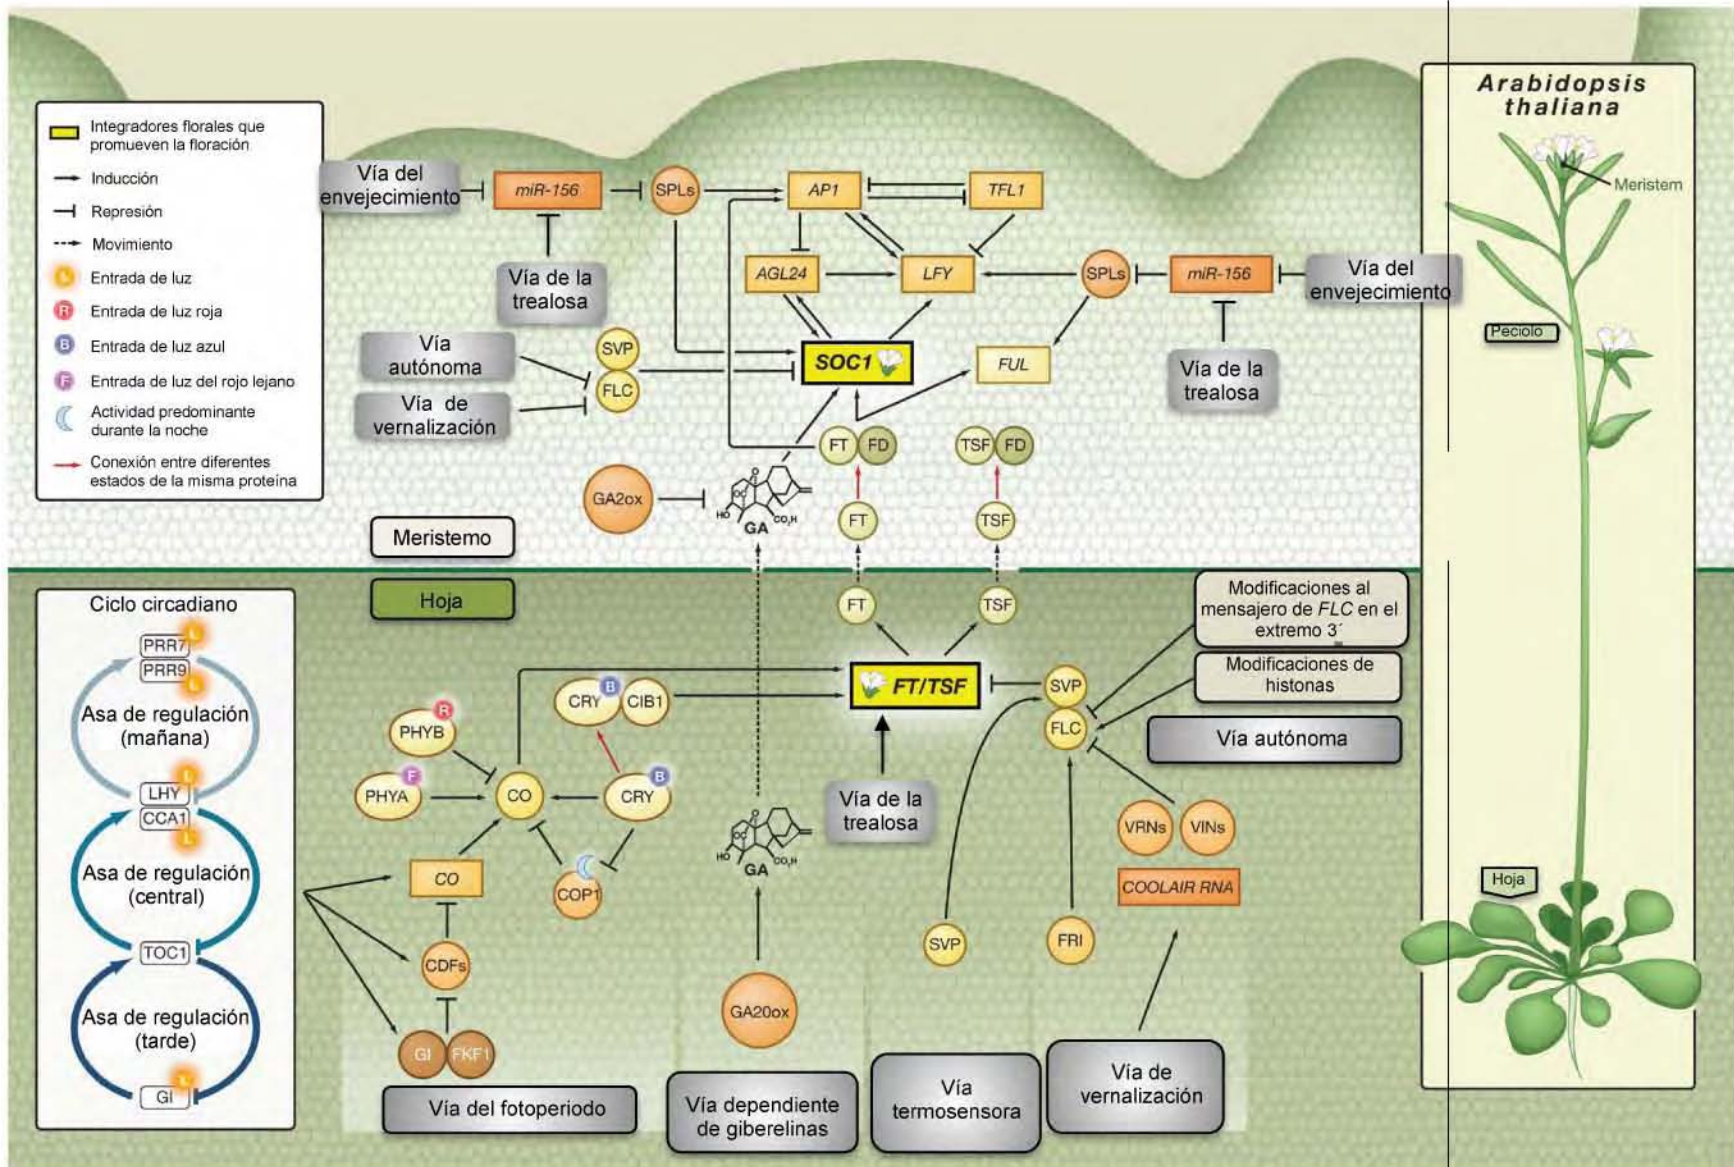 Integradores florales que
promueven la floración
Inducción
Represión
Movimiento
L
Entrada de luz
R
Entrada de luz roja
B
Entrada de luz azul
F
Entrada de luz del rojo lejano
Actividad predominante
durante la noche
Conexión entre diferentes
estados de la misma proteína
Vía del
envejecimiento
miR-156
SPLs
AP1
TFL1
Vía de la
trealosa
AGL24
LFY
SPLs
miR-156
Vía del
envejecimiento
Vía
autónoma
SVP
FLC
Vía de
vernalización
SOC1
FUL
Vía de la
trealosa
FT
FD
TSF
FD
GA2ox
HO
O
OC
CO₂H
GA
FT
TSF
Meristemo
Hoja
FT
TSF
Modificaciones al
mensajero de FLC en el
extremo 3´
Modificaciones de
histonas
Vía autónoma
Ciclo circadiano
PRR7
L
PRR9
L
Asa de regulación
(mañana)
LHY
L
CCA1
L
Asa de regulación
(central)
TOC1
Asa de regulación
(tarde)
GI
L
PHYB
R
PHYA
F
CRY
B
CIB1
FT/TSF
SVP
FLC
CO
CRY
B
CO
COP1
CDFs
GI
FKF1
HO
O
OC
CO₂H
GA
Vía de la
trealosa
VRNs
VINs
COOLAIR RNA
SVP
FRI
GA20ox
Vía del fotoperiodo
Vía dependiente
de giberelinas
Vía
termosensora
Vía de
vernalización
Arabidopsis
thaliana
Meristem
Peciolo
Hoja